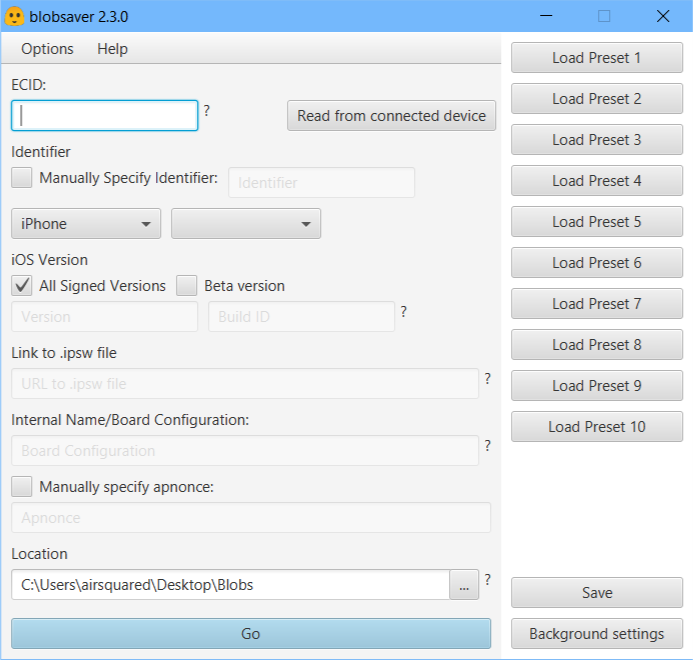 blobsaver 2.3.0
Options Help
ECID:
? Read from connected device
Identifier
Manually Specify Identifier: Identifier
iPhone
iOS Version
All Signed Versions Beta version
Version Build ID ?
Link to .ipsw file
URL to .ipsw file ?
Internal Name/Board Configuration:
Board Configuration ?
Manually specify apnonce:
Apnonce
Location
C:\Users\airsquared\Desktop\Blobs ... ?
Go
Load Preset 1
Load Preset 2
Load Preset 3
Load Preset 4
Load Preset 5
Load Preset 6
Load Preset 7
Load Preset 8
Load Preset 9
Load Preset 10
Save
Background settings